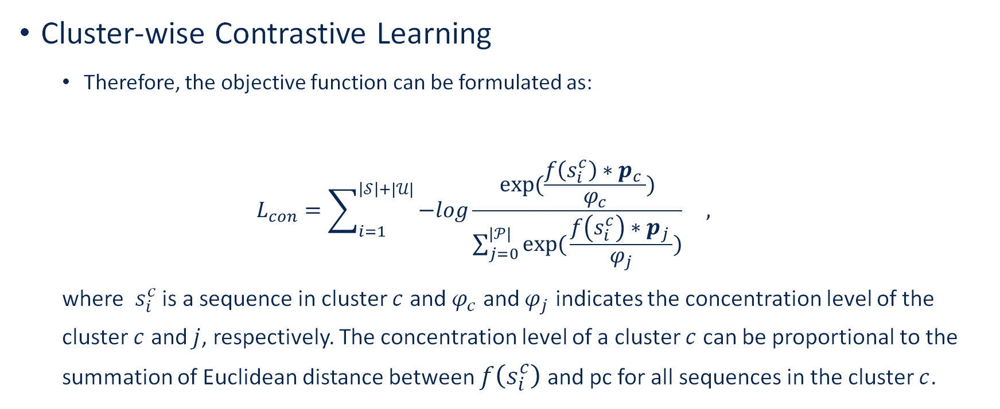 • Cluster-wise Contrastive Learning
• Therefore, the objective function can be formulated as:
$L_{con} = \sum_{i=1}^{|\mathcal{S}|+|\mathcal{U}|} -log \frac{\exp(\frac{f(s_i^c) * \boldsymbol{p}_c}{\varphi_c})}{\sum_{j=0}^{|\mathcal{P}|} \exp(\frac{f(s_i^c) * \boldsymbol{p}_j}{\varphi_j})}$ ,
where $s_i^c$ is a sequence in cluster $c$ and $\varphi_c$ and $\varphi_j$ indicates the concentration level of the
cluster $c$ and $j$, respectively. The concentration level of a cluster $c$ can be proportional to the
summation of Euclidean distance between $f(s_i^c)$ and pc for all sequences in the cluster $c$.